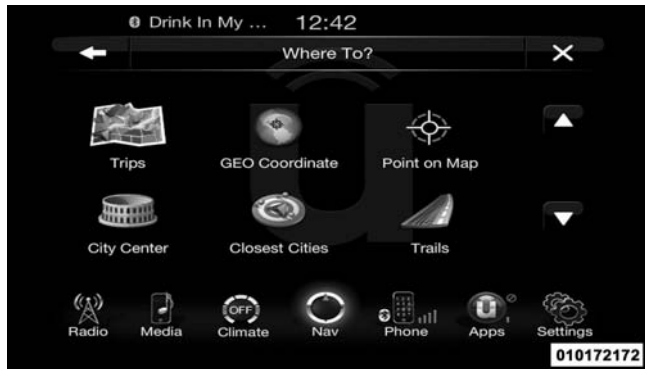 Drink In My ... 12:42
Where To?
Trips GEO Coordinate Point on Map
City Center Closest Cities Trails
OFF
Radio Media Climate Nav Phone Apps Settings
010172172